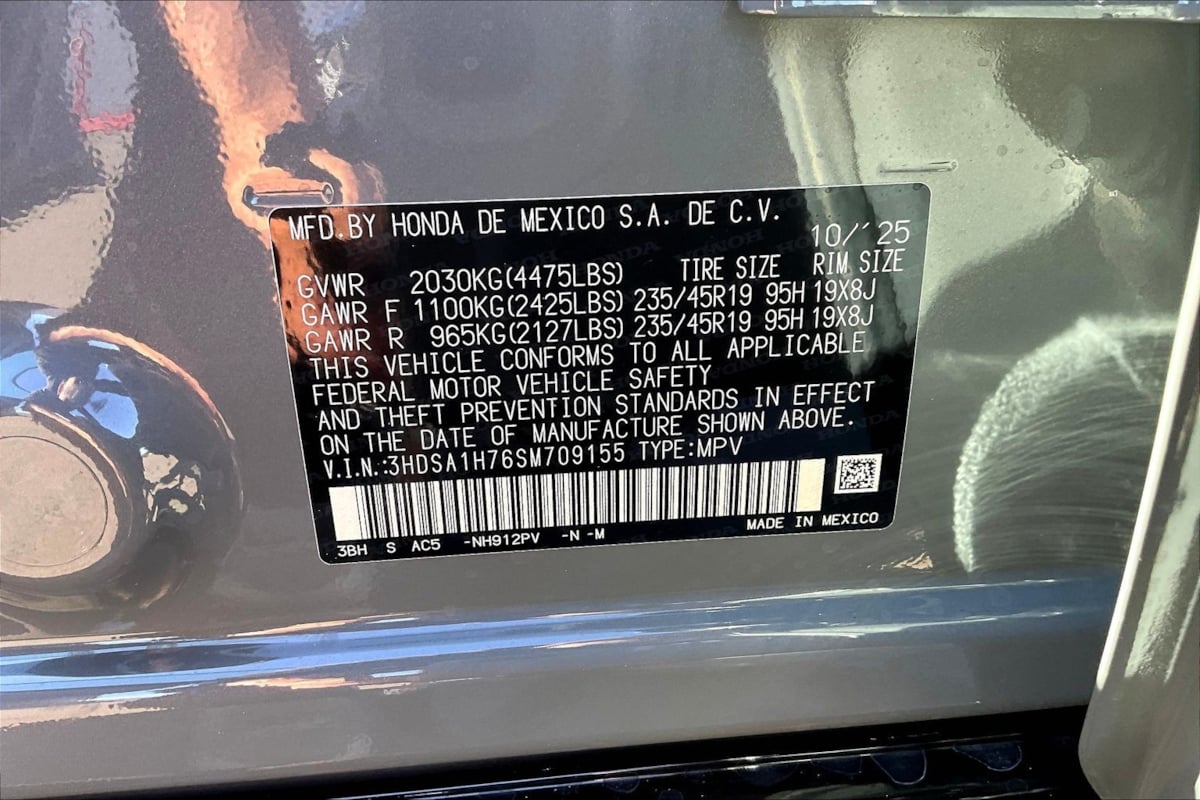 MFD.BY HONDA DE MEXICO S.A. DE C.V.
10/'25
GVWR 2030KG(4475LBS) TIRE SIZE RIM SIZE
GAWR F 1100KG(2425LBS) 235/45R19 95H 19X8J
GAWR R 965KG(2127LBS) 235/45R19 95H 19X8J
THIS VEHICLE CONFORMS TO ALL APPLICABLE
FEDERAL MOTOR VEHICLE SAFETY
AND THEFT PREVENTION STANDARDS IN EFFECT
ON THE DATE OF MANUFACTURE SHOWN ABOVE.
V.I.N.:3HDSA1H76SM709155 TYPE:MPV
3BH S AC5 -NH912PV -N -M MADE IN MEXICO